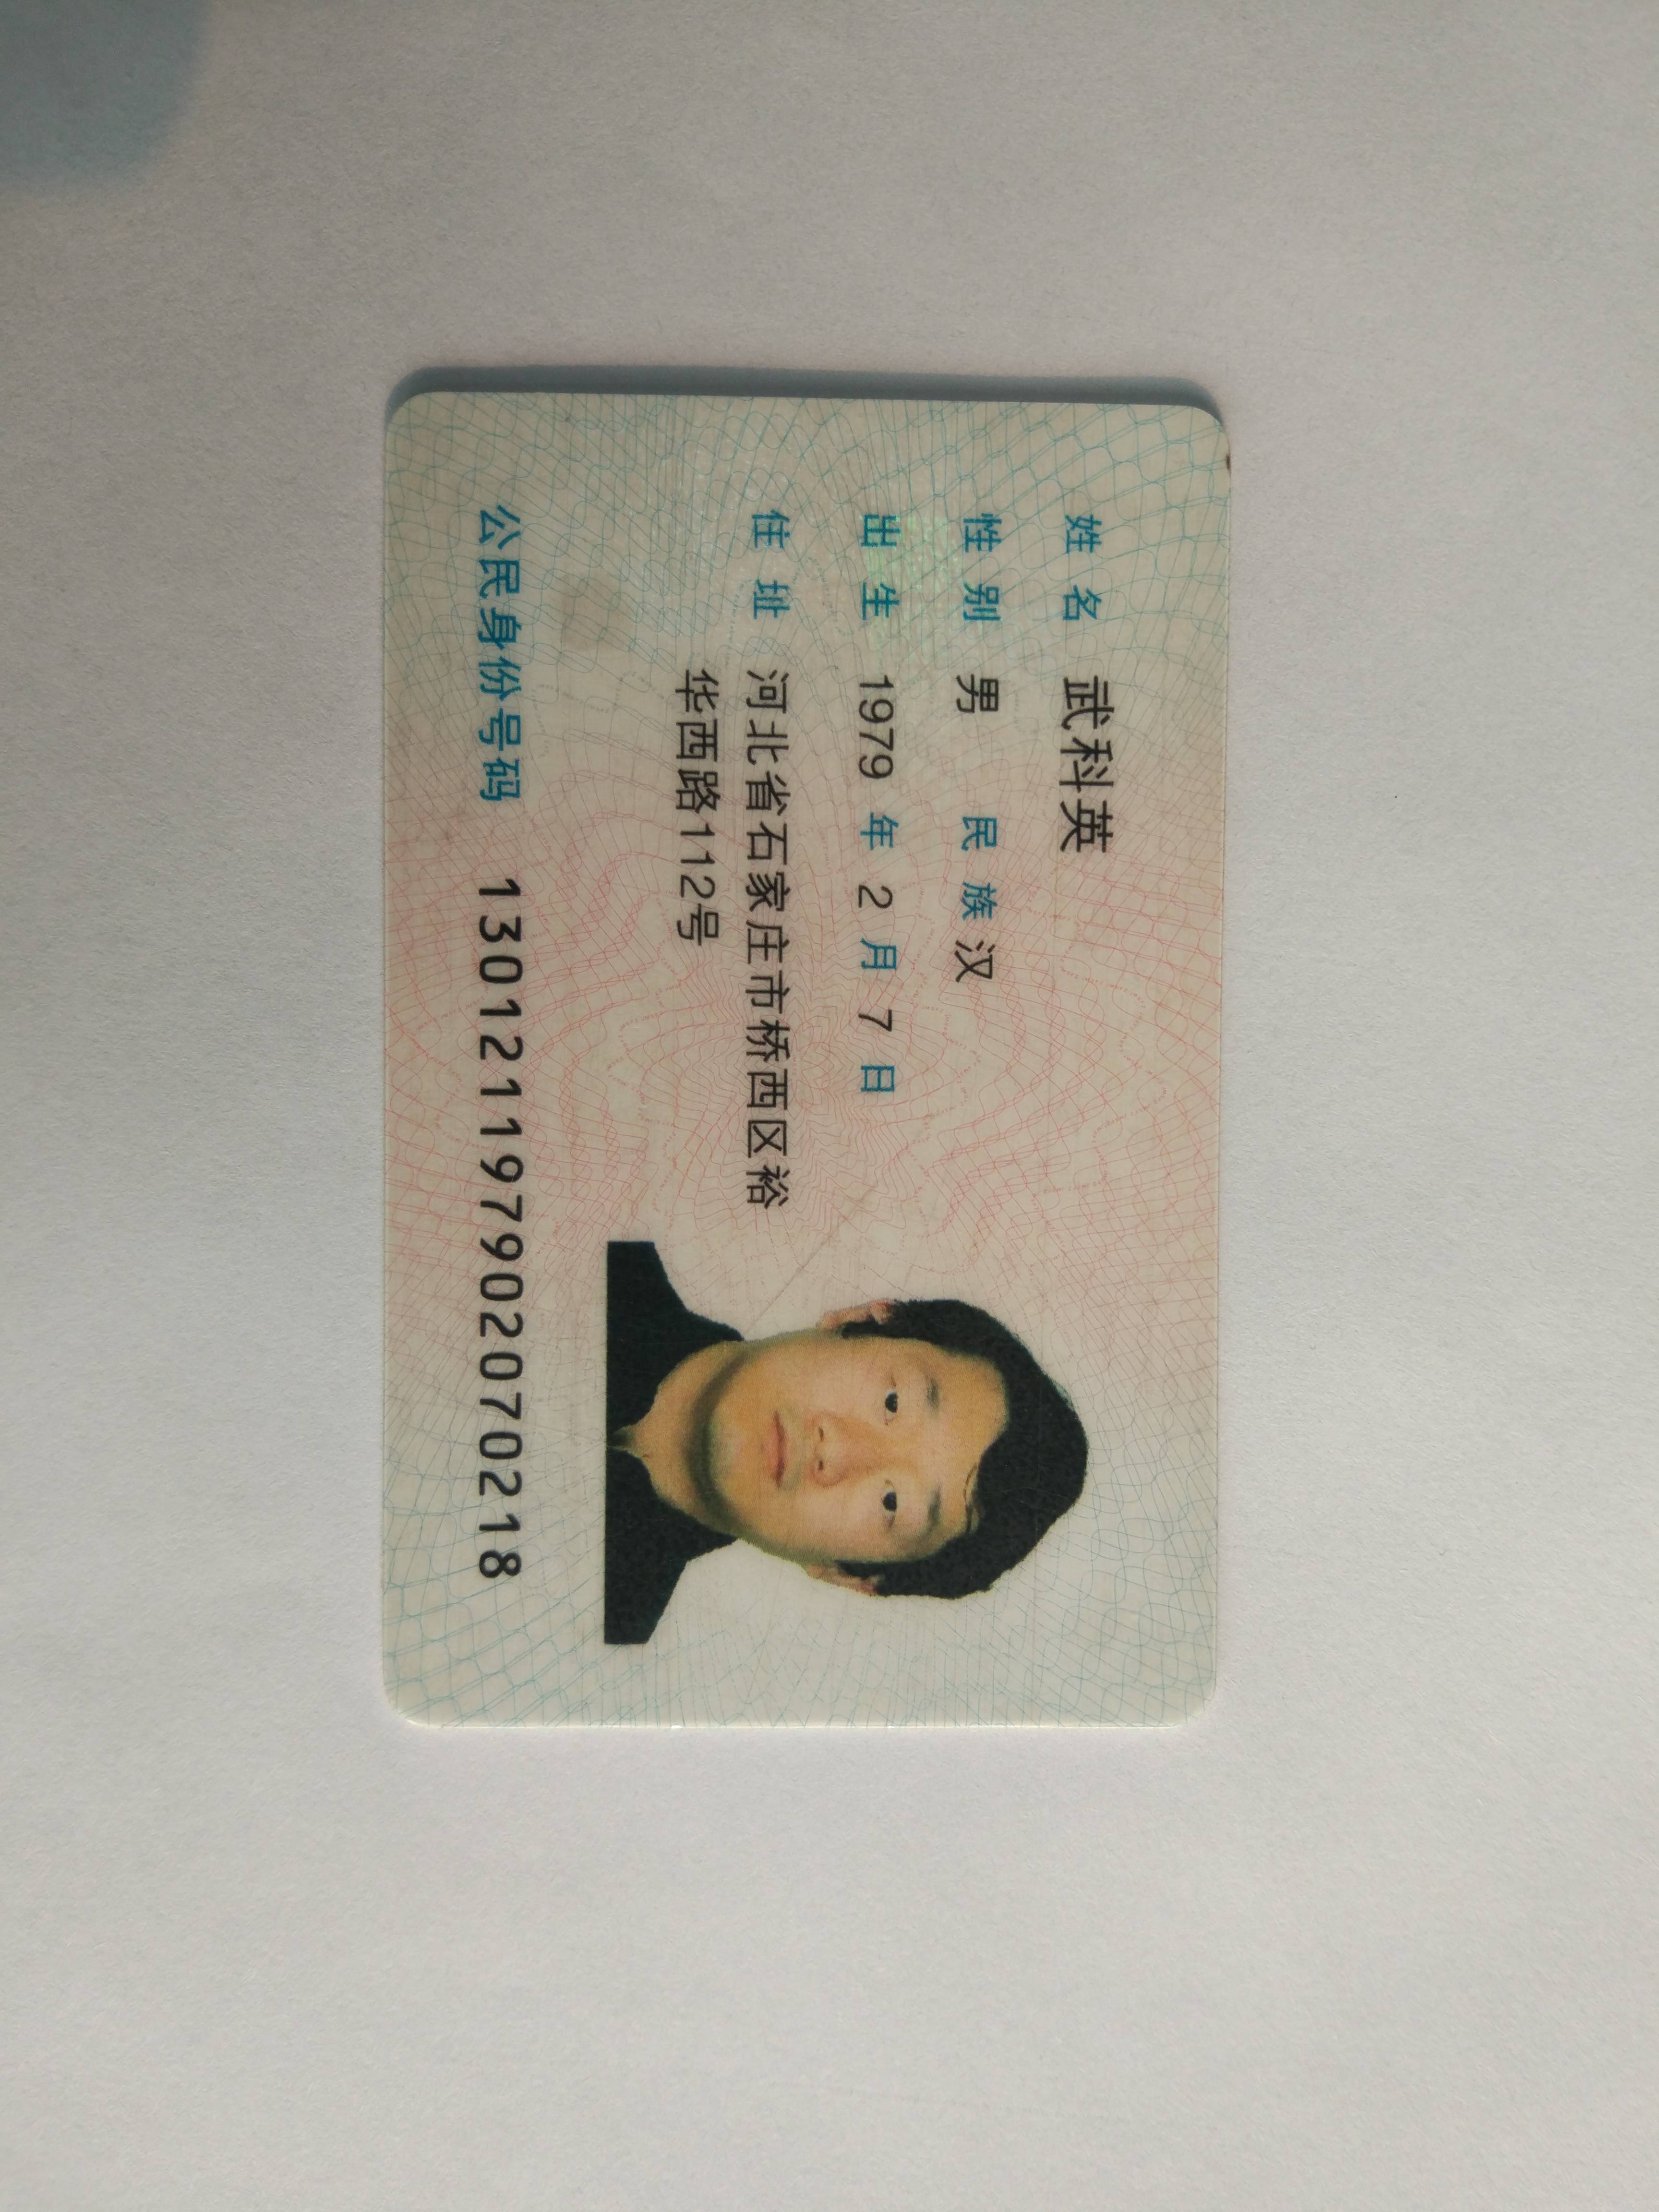 姓名 武科英
性别 男 民族 汉
出生 1979 年 2 月 7 日
住址 河北省石家庄市桥西区裕
华西路112号
公民身份号码 130121197902070218